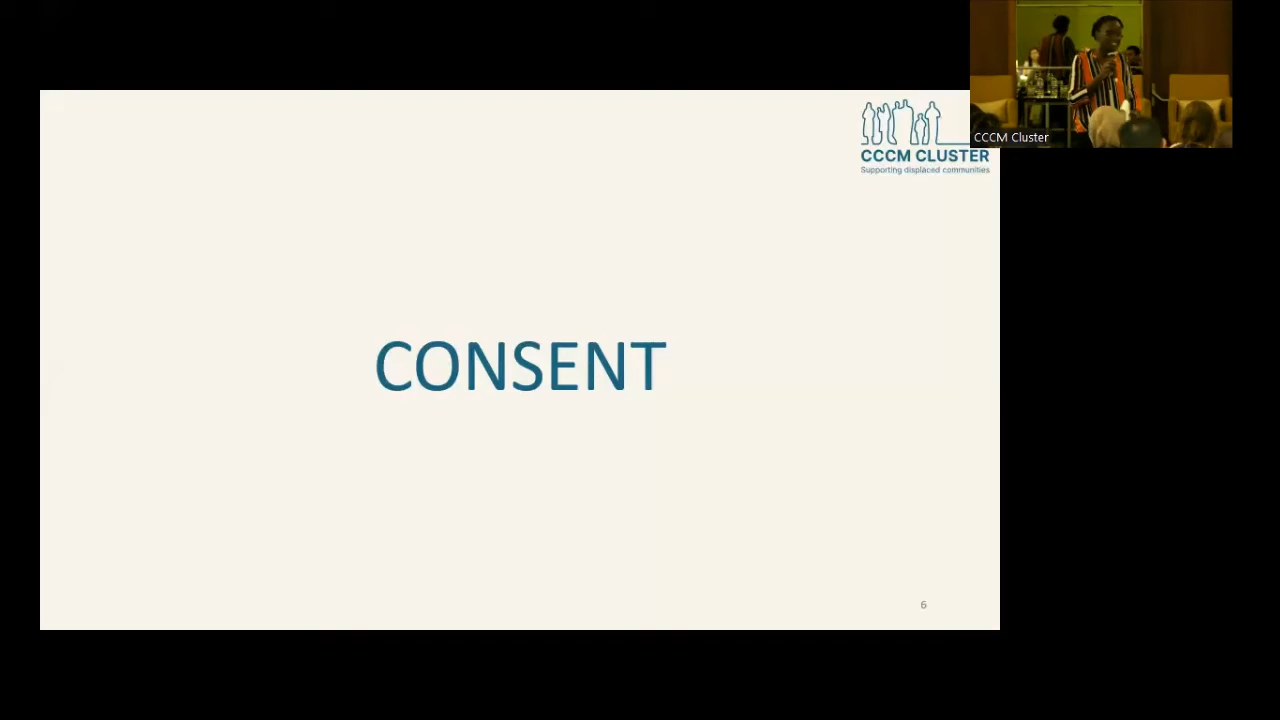 CCCM Cluster
CCCM CLUSTER
Supporting displaced communities
CONSENT
6